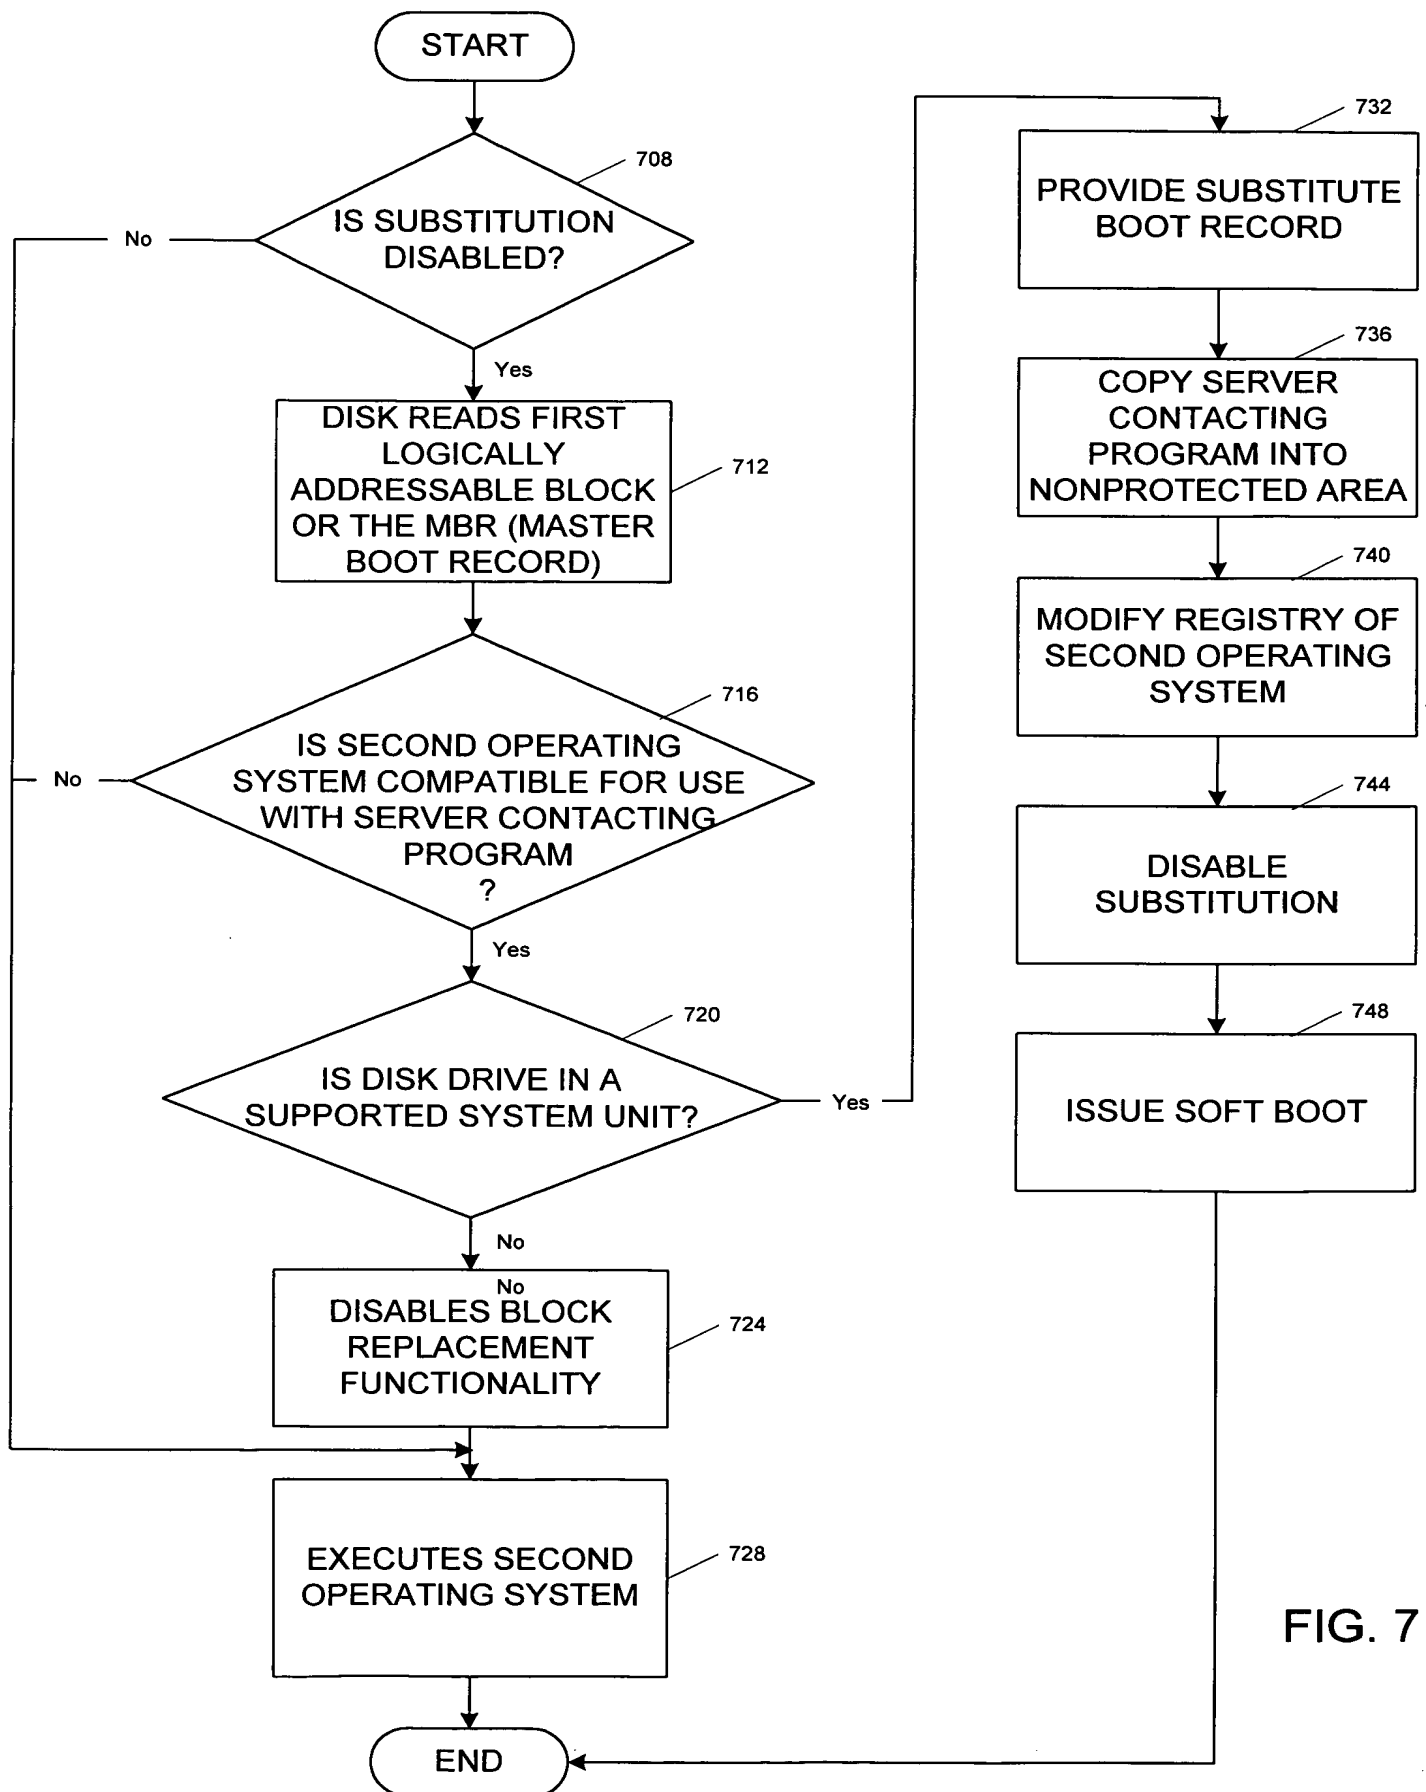 START
708
IS SUBSTITUTION
DISABLED?
No
Yes
DISK READS FIRST
LOGICALLY
ADDRESSABLE BLOCK
OR THE MBR (MASTER
BOOT RECORD)
712
716
IS SECOND OPERATING
SYSTEM COMPATIBLE FOR USE
WITH SERVER CONTACTING
PROGRAM
?
No
Yes
720
IS DISK DRIVE IN A
SUPPORTED SYSTEM UNIT?
Yes
No
No
DISABLES BLOCK
REPLACEMENT
FUNCTIONALITY
724
EXECUTES SECOND
OPERATING SYSTEM
728
END
732
PROVIDE SUBSTITUTE
BOOT RECORD
736
COPY SERVER
CONTACTING
PROGRAM INTO
NONPROTECTED AREA
740
MODIFY REGISTRY OF
SECOND OPERATING
SYSTEM
744
DISABLE
SUBSTITUTION
748
ISSUE SOFT BOOT
FIG. 7